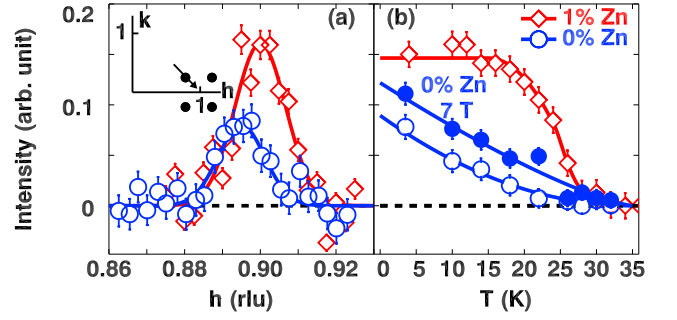 0.2
(a)
(b)
1% Zn
0% Zn
1
k
h
1
0% Zn
7 T
0.1
0
Intensity (arb. unit)
0.86 0.88 0.90 0.92
0 5 10 15 20 25 30 35
h (rlu)
T (K)